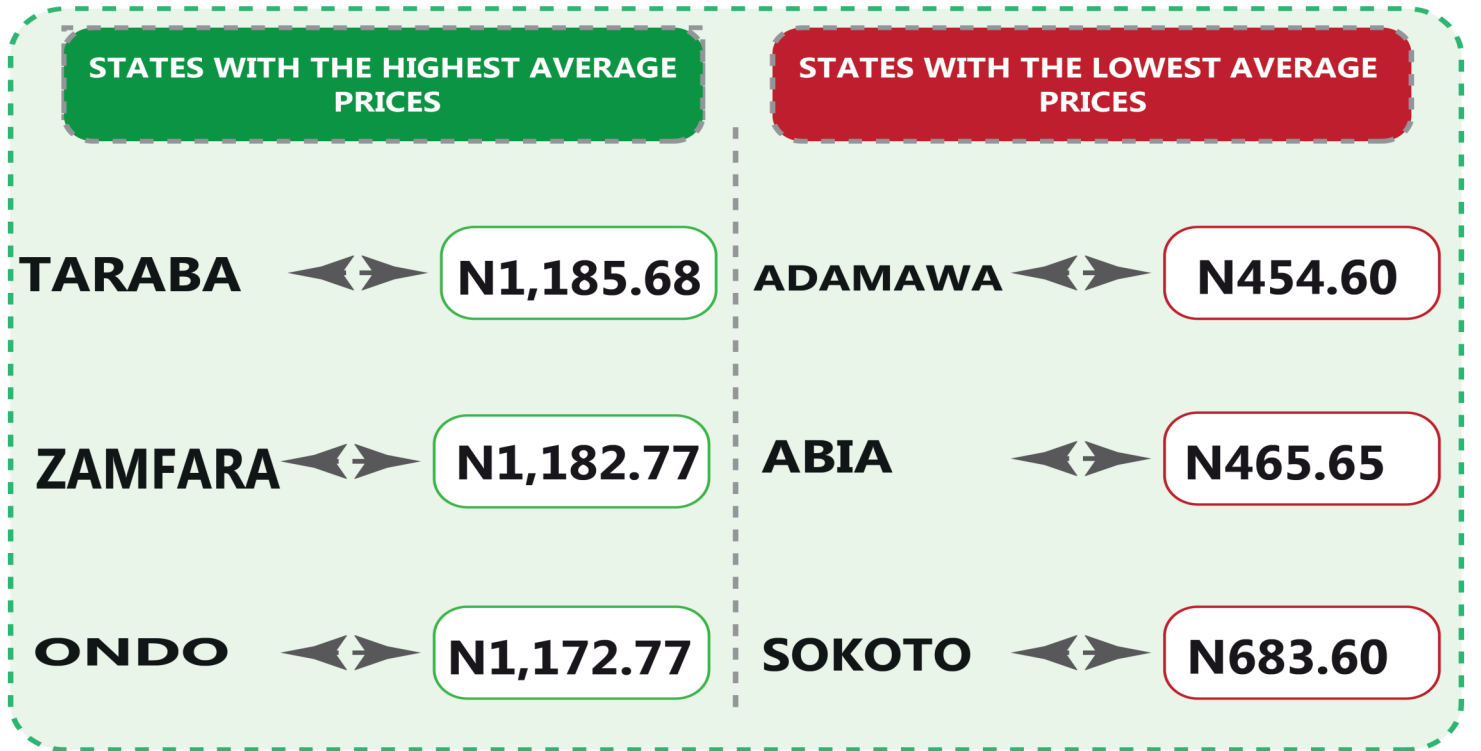 STATES WITH THE HIGHEST AVERAGE
PRICES
TARABA N1,185.68
ZAMFARA N1,182.77
ONDO N1,172.77
STATES WITH THE LOWEST AVERAGE
PRICES
ADAMAWA N454.60
ABIA N465.65
SOKOTO N683.60